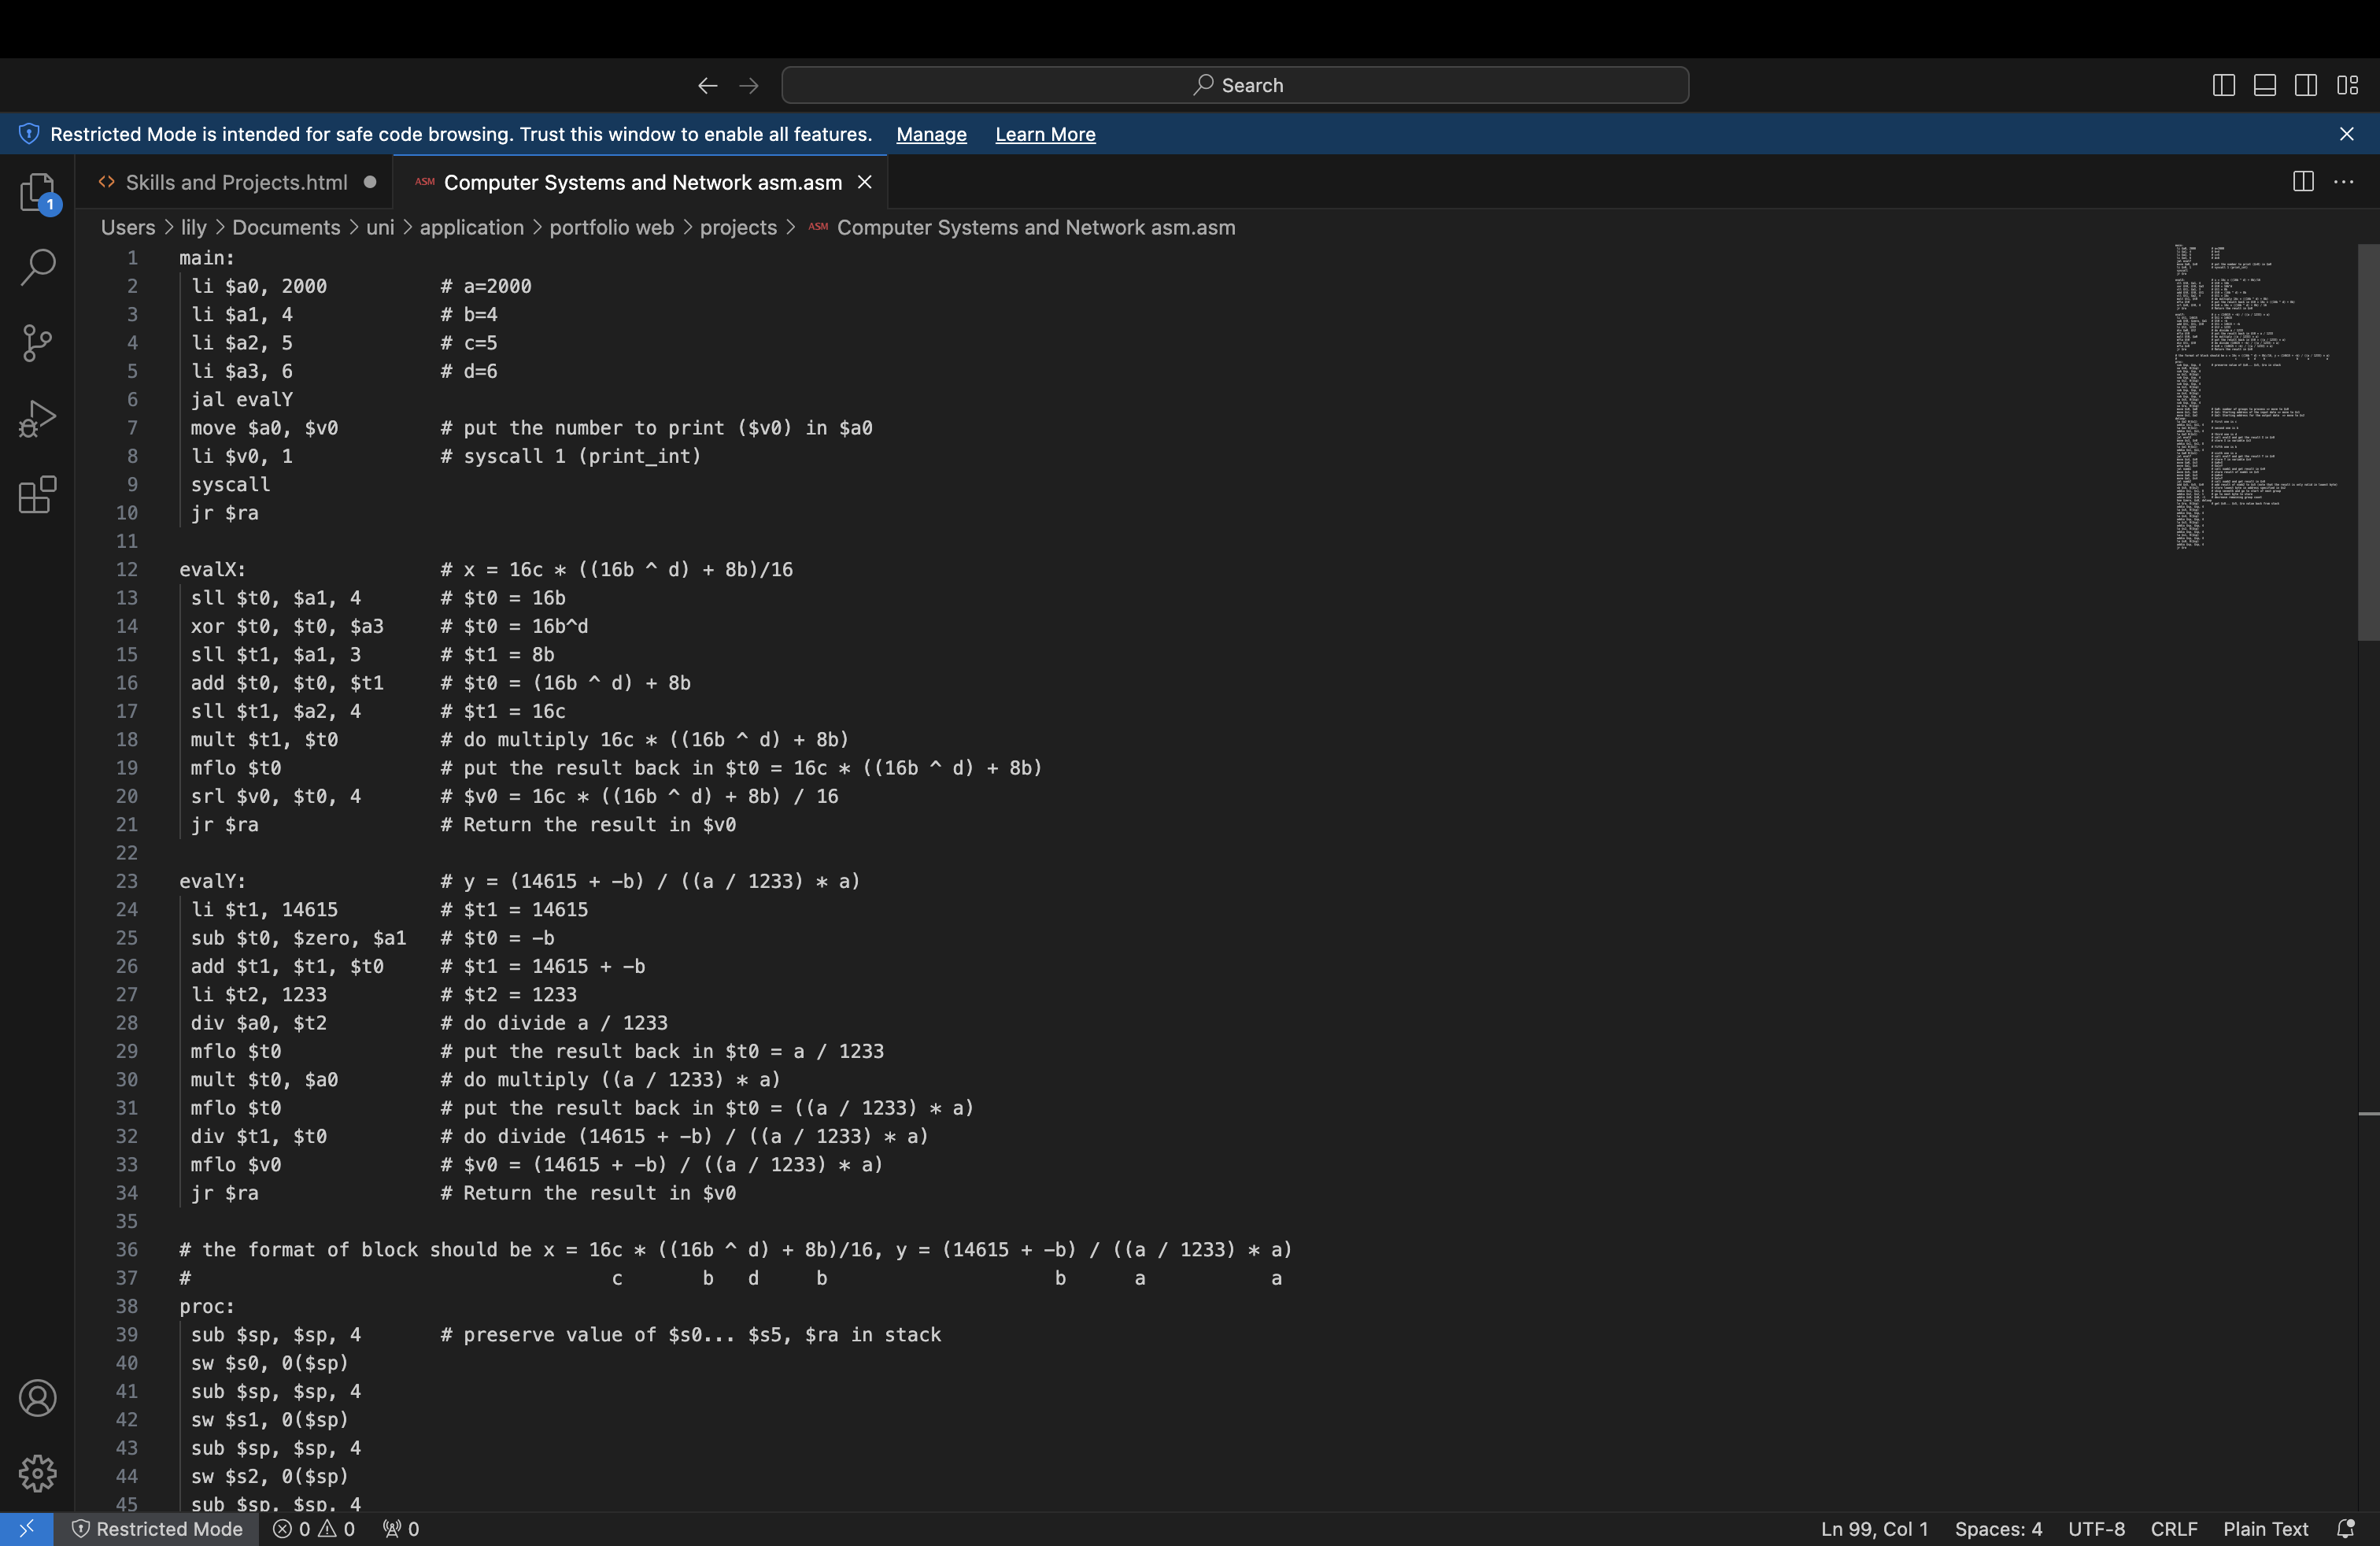 Search
Restricted Mode is intended for safe code browsing. Trust this window to enable all features. Manage Learn More
1
Skills and Projects.html
ASM Computer Systems and Network asm.asm
Users > lily > Documents > uni > application > portfolio web > projects > ASM Computer Systems and Network asm.asm
1 main:
2 li $a0, 2000 # a=2000
3 li $a1, 4 # b=4
4 li $a2, 5 # c=5
5 li $a3, 6 # d=6
6 jal evalY
7 move $a0, $v0 # put the number to print ($v0) in $a0
8 li $v0, 1 # syscall 1 (print_int)
9 syscall
10 jr $ra
11
12 evalX: # x = 16c * ((16b ^ d) + 8b)/16
13 sll $t0, $a1, 4 # $t0 = 16b
14 xor $t0, $t0, $a3 # $t0 = 16b^d
15 sll $t1, $a1, 3 # $t1 = 8b
16 add $t0, $t0, $t1 # $t0 = (16b ^ d) + 8b
17 sll $t1, $a2, 4 # $t1 = 16c
18 mult $t1, $t0 # do multiply 16c * ((16b ^ d) + 8b)
19 mflo $t0 # put the result back in $t0 = 16c * ((16b ^ d) + 8b)
20 srl $v0, $t0, 4 # $v0 = 16c * ((16b ^ d) + 8b) / 16
21 jr $ra # Return the result in $v0
22
23 evalY: # y = (14615 + -b) / ((a / 1233) * a)
24 li $t1, 14615 # $t1 = 14615
25 sub $t0, $zero, $a1 # $t0 = -b
26 add $t1, $t1, $t0 # $t1 = 14615 + -b
27 li $t2, 1233 # $t2 = 1233
28 div $a0, $t2 # do divide a / 1233
29 mflo $t0 # put the result back in $t0 = a / 1233
30 mult $t0, $a0 # do multiply ((a / 1233) * a)
31 mflo $t0 # put the result back in $t0 = ((a / 1233) * a)
32 div $t1, $t0 # do divide (14615 + -b) / ((a / 1233) * a)
33 mflo $v0 # $v0 = (14615 + -b) / ((a / 1233) * a)
34 jr $ra # Return the result in $v0
35
36 # the format of block should be x = 16c * ((16b ^ d) + 8b)/16, y = (14615 + -b) / ((a / 1233) * a)
37 # c b d b b a a
38 proc:
39 sub $sp, $sp, 4 # preserve value of $s0... $s5, $ra in stack
40 sw $s0, 0($sp)
41 sub $sp, $sp, 4
42 sw $s1, 0($sp)
43 sub $sp, $sp, 4
44 sw $s2, 0($sp)
45 sub $sp, $sp, 4
Restricted Mode 0 0 0 Ln 99, Col 1 Spaces: 4 UTF-8 CRLF Plain Text